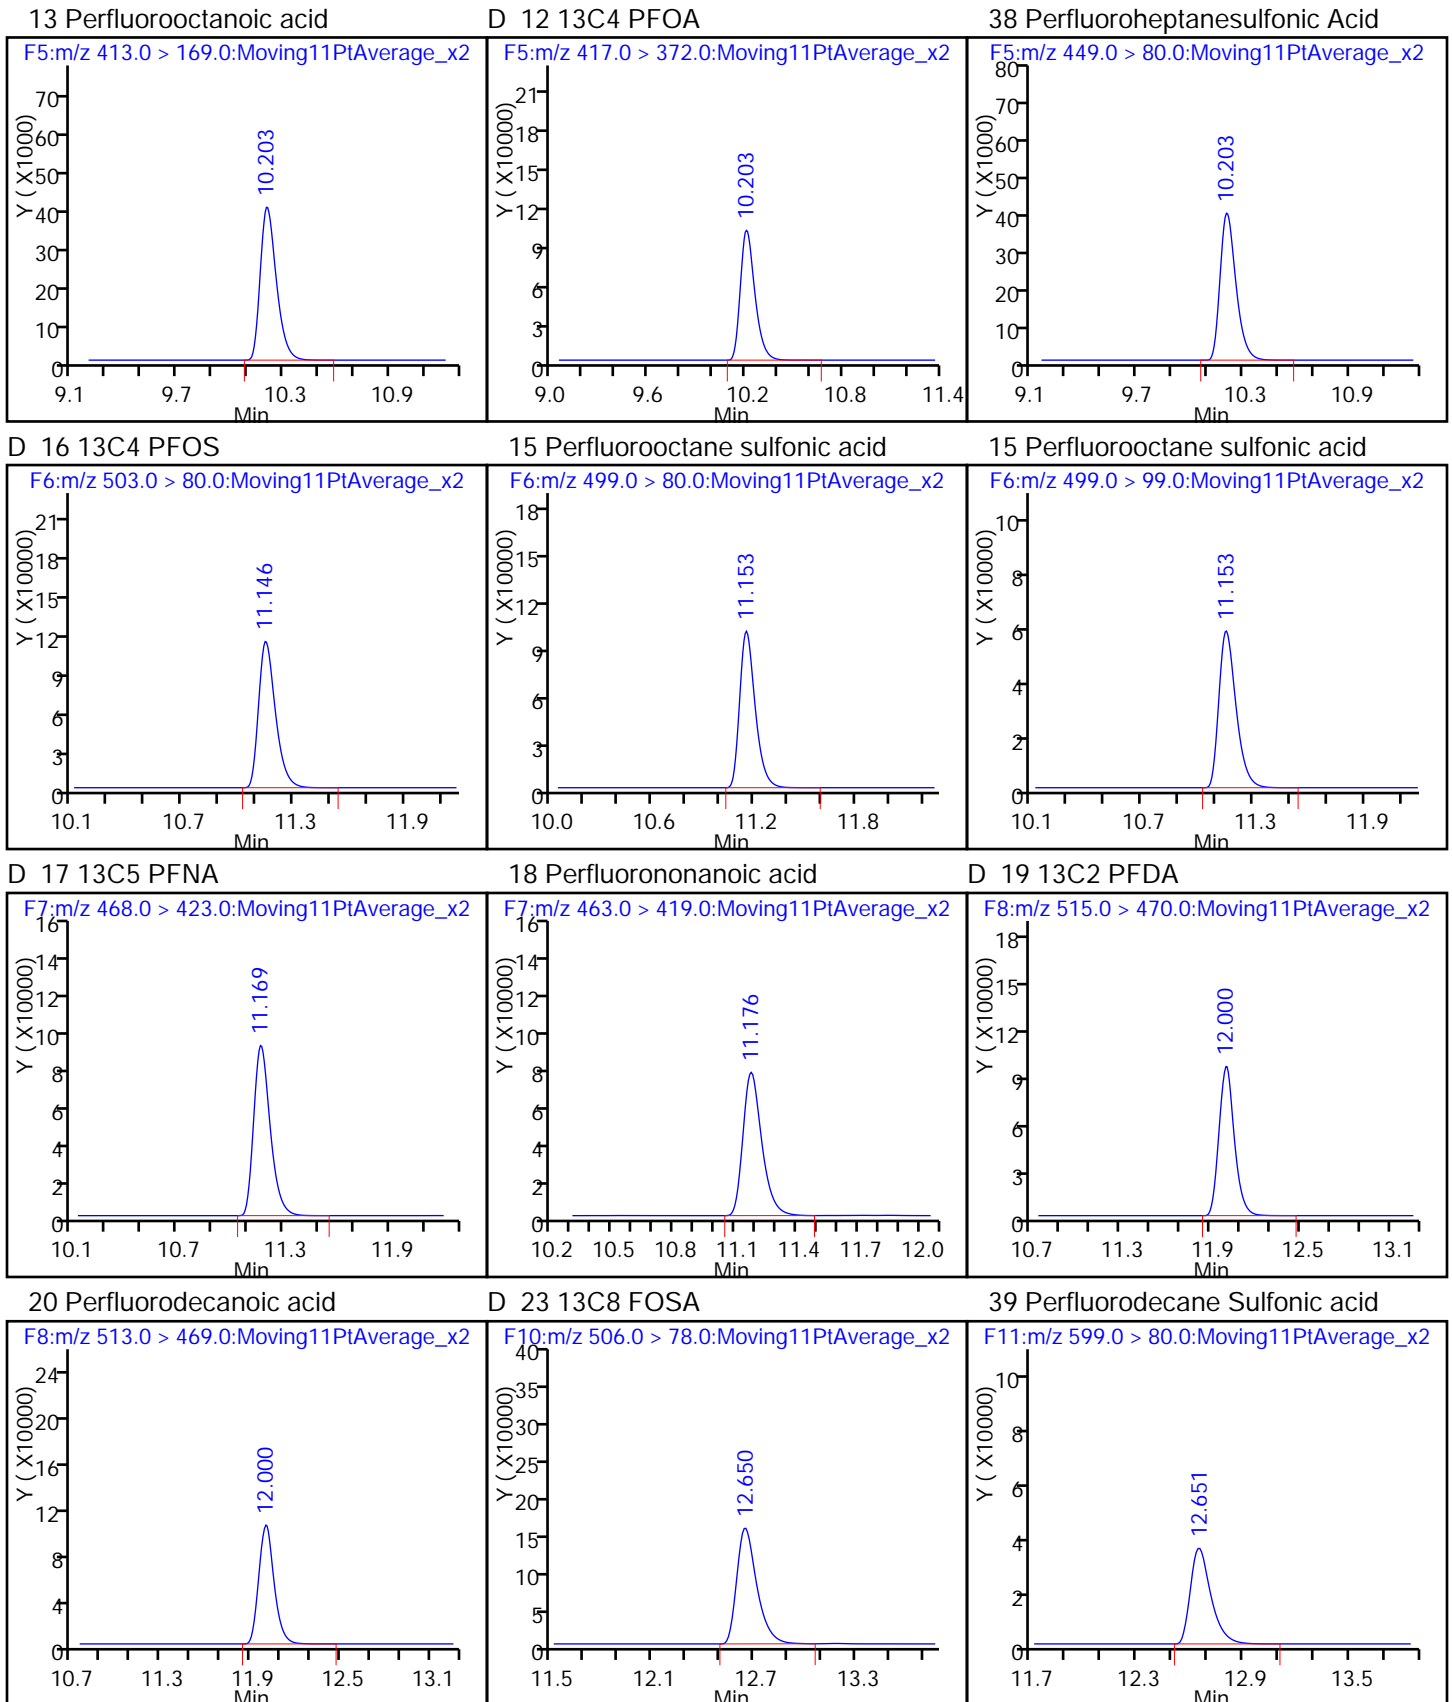 13 Perfluorooctanoic acid
F5:m/z 413.0 > 169.0:Moving11PtAverage_x2
Y ( X1000)
70
60
50
40
30
20
10
0
10.203
9.1 9.7 10.3 10.9
Min
D 12 13C4 PFOA
F5:m/z 417.0 > 372.0:Moving11PtAverage_x2
Y ( X10000)
21
18
15
12
9
6
3
0
10.203
9.0 9.6 10.2 10.8 11.4
Min
38 Perfluoroheptanesulfonic Acid
F5:m/z 449.0 > 80.0:Moving11PtAverage_x2
Y ( X1000)
80
70
60
50
40
30
20
10
0
10.203
9.1 9.7 10.3 10.9
Min
D 16 13C4 PFOS
F6:m/z 503.0 > 80.0:Moving11PtAverage_x2
Y ( X10000)
21
18
15
12
9
6
3
0
11.146
10.1 10.7 11.3 11.9
Min
15 Perfluorooctane sulfonic acid
F6:m/z 499.0 > 80.0:Moving11PtAverage_x2
Y ( X10000)
18
15
12
9
6
3
0
11.153
10.0 10.6 11.2 11.8
Min
15 Perfluorooctane sulfonic acid
F6:m/z 499.0 > 99.0:Moving11PtAverage_x2
Y ( X10000)
10
8
6
4
2
0
11.153
10.1 10.7 11.3 11.9
Min
D 17 13C5 PFNA
F7:m/z 468.0 > 423.0:Moving11PtAverage_x2
Y ( X10000)
16
14
12
10
8
6
4
2
0
11.169
10.1 10.7 11.3 11.9
Min
18 Perfluorononanoic acid
F7:m/z 463.0 > 419.0:Moving11PtAverage_x2
Y ( X10000)
16
14
12
10
8
6
4
2
0
11.176
10.2 10.5 10.8 11.1 11.4 11.7 12.0
Min
D 19 13C2 PFDA
F8:m/z 515.0 > 470.0:Moving11PtAverage_x2
Y ( X10000)
18
15
12
9
6
3
0
12.000
10.7 11.3 11.9 12.5 13.1
Min
20 Perfluorodecanoic acid
F8:m/z 513.0 > 469.0:Moving11PtAverage_x2
Y ( X10000)
24
20
16
12
8
4
0
12.000
10.7 11.3 11.9 12.5 13.1
Min
D 23 13C8 FOSA
F10:m/z 506.0 > 78.0:Moving11PtAverage_x2
Y ( X10000)
40
35
30
25
20
15
10
5
0
12.650
11.5 12.1 12.7 13.3
Min
39 Perfluorodecane Sulfonic acid
F11:m/z 599.0 > 80.0:Moving11PtAverage_x2
Y ( X10000)
10
8
6
4
2
0
12.651
11.7 12.3 12.9 13.5
Min